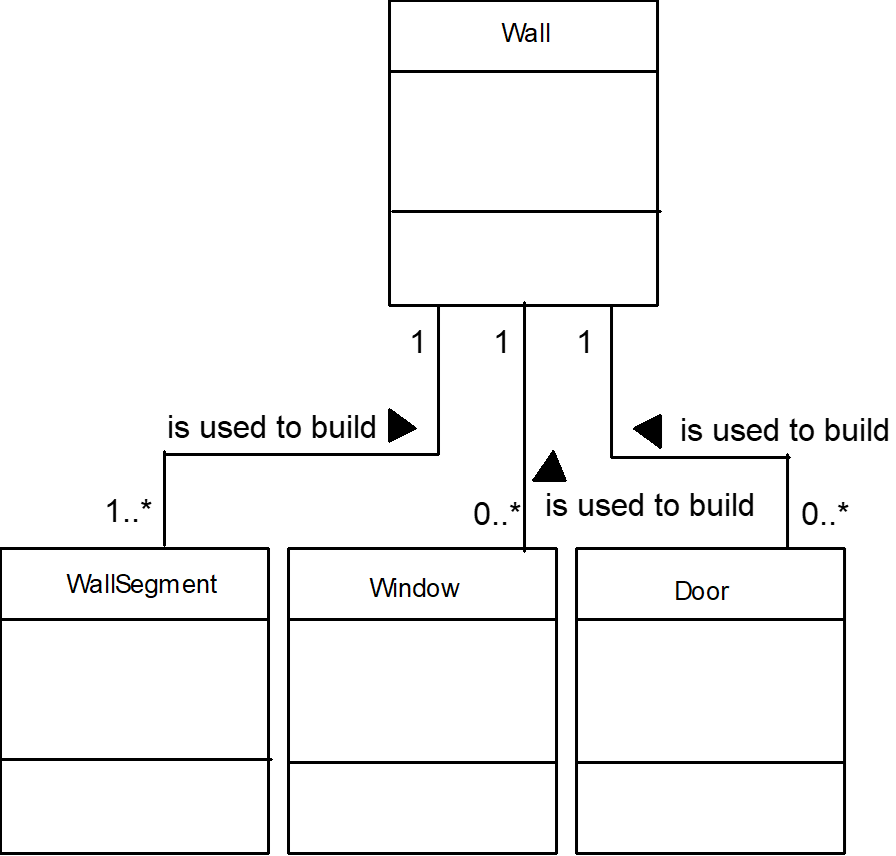 Wall
1
1
1
is used to build
is used to build
is used to build
1..*
0..*
0..*
WallSegment
Window
Door